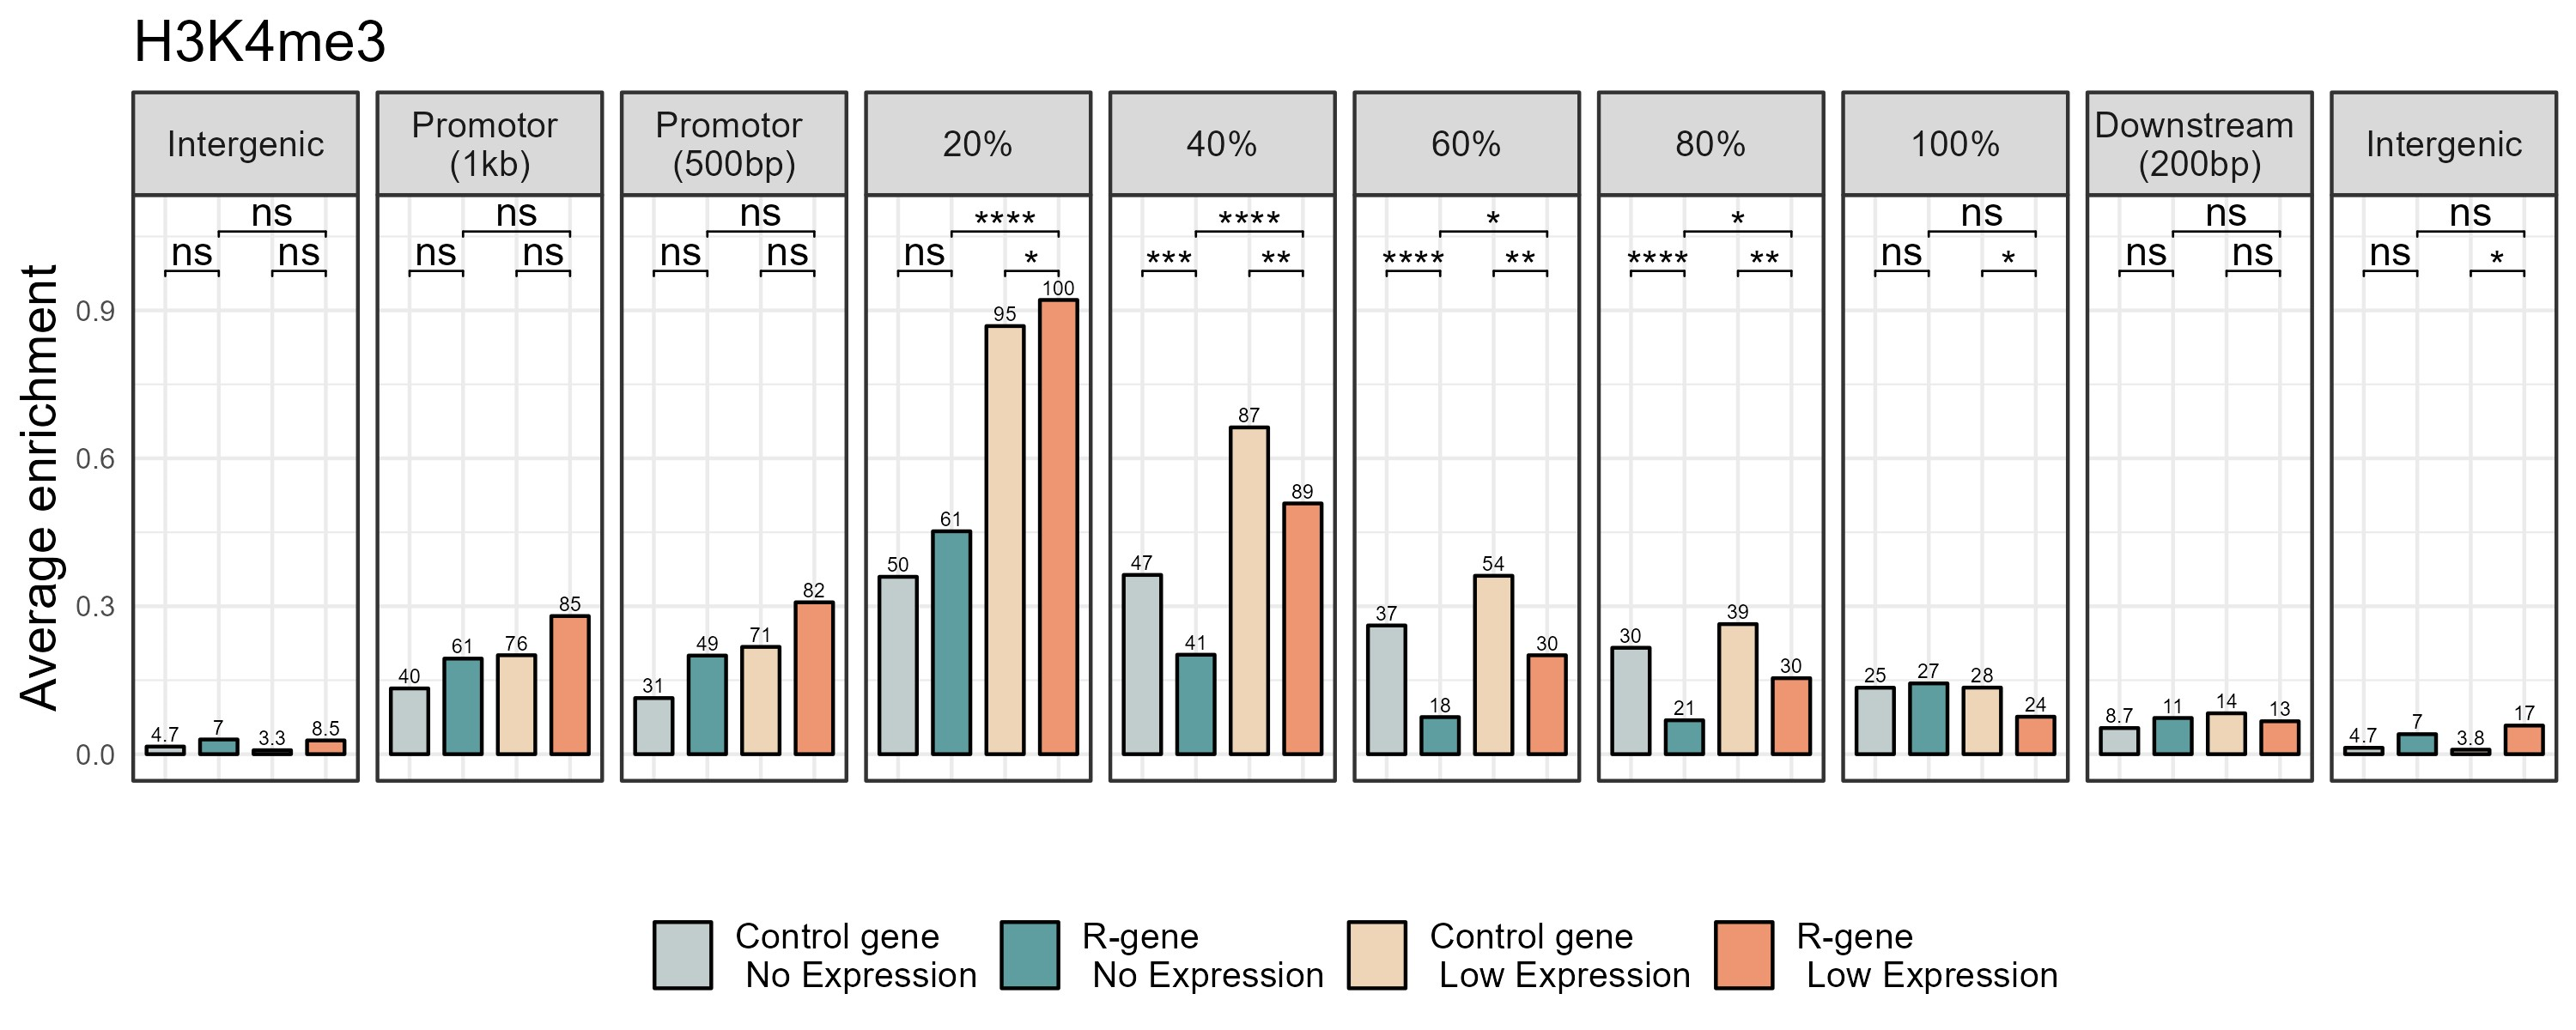 H3K4me3
Intergenic
Promotor
(1kb)
Promotor
(500bp)
20%
40%
60%
80%
100%
Downstream
(200bp)
Intergenic
Average enrichment
0.9
0.6
0.3
0.0
ns
ns ns
4.7 7 3.3 8.5
ns
ns ns
40 61 76 85
ns
ns ns
31 49 71 82
****
ns *
50 61 95 100
****
*** **
47 41 87 89
*
**** **
37 18 54 30
*
**** **
30 21 39 30
ns
ns *
25 27 28 24
ns
ns ns
8.7 11 14 13
ns
ns *
4.7 7 3.8 17
Control gene
No Expression
R-gene
No Expression
Control gene
Low Expression
R-gene
Low Expression